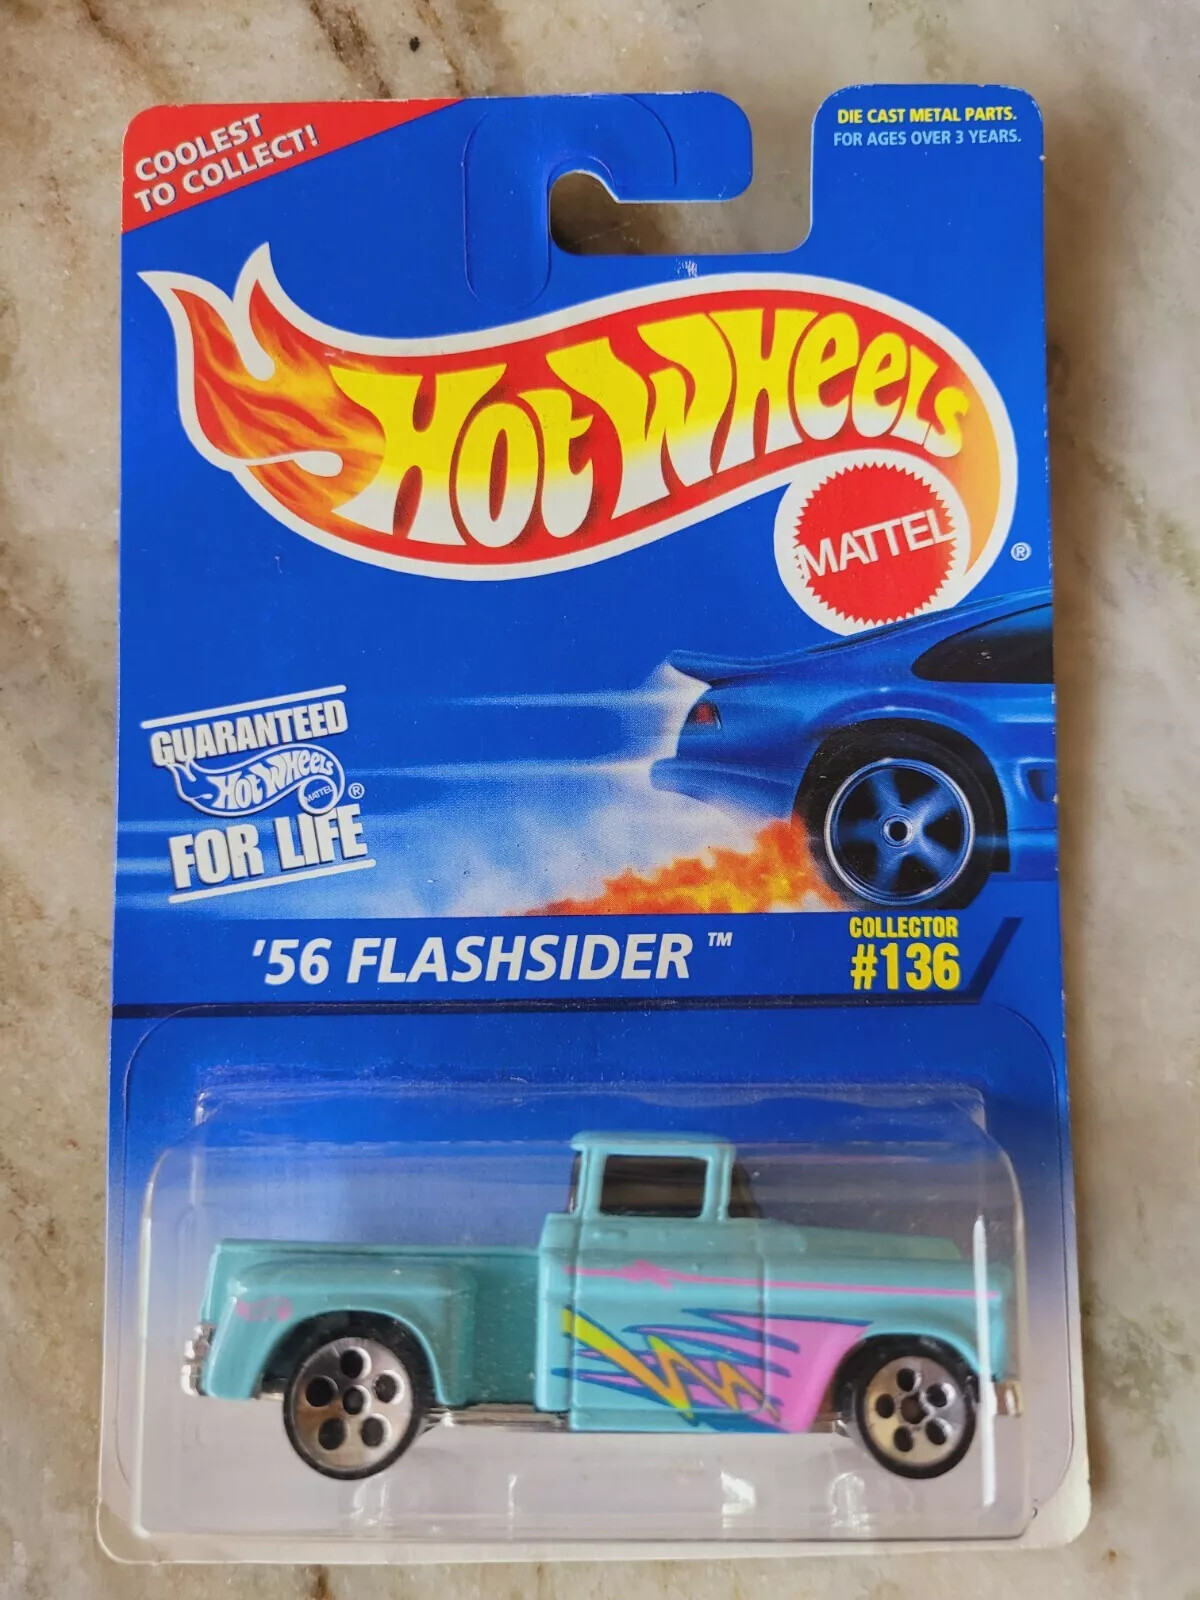 COOLEST
TO COLLECT!
DIE CAST METAL PARTS.
FOR AGES OVER 3 YEARS.
Hot Wheels
MATTEL
®
GUARANTEED
Hot Wheels
MATTEL
®
FOR LIFE
'56 FLASHSIDER™
COLLECTOR
#136